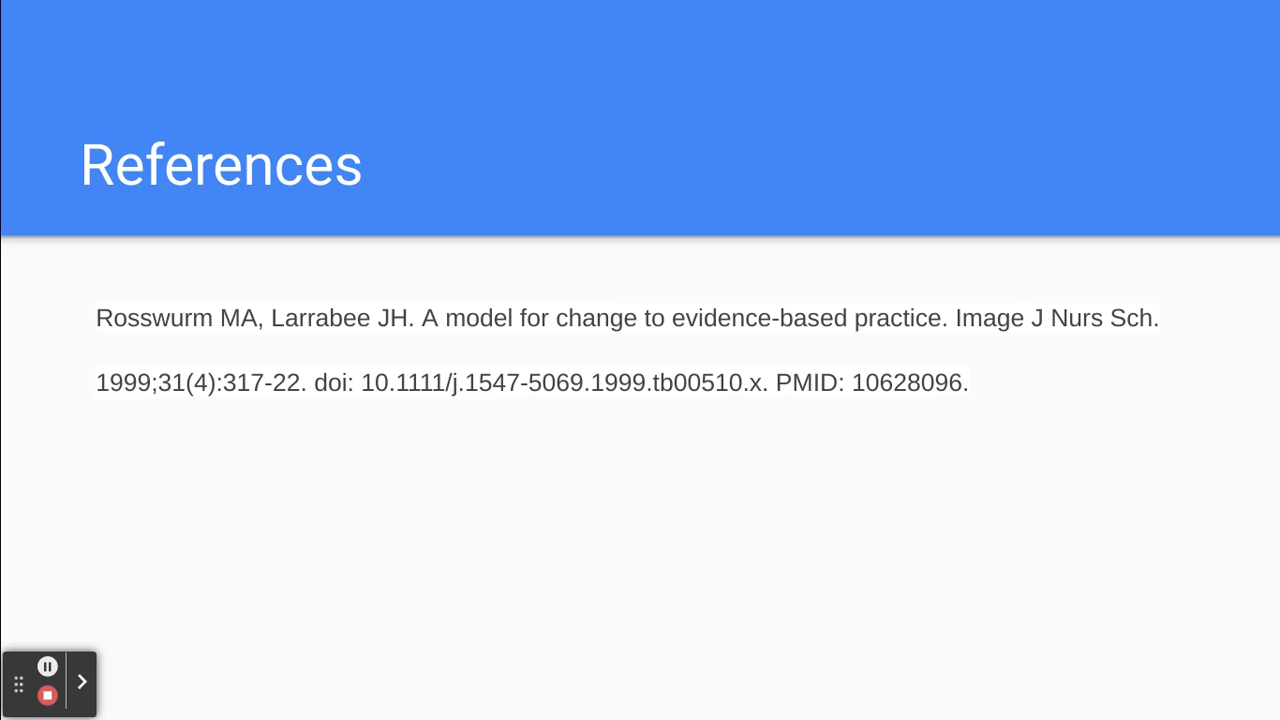 References
Rosswurm MA, Larrabee JH. A model for change to evidence-based practice. Image J Nurs Sch.
1999;31(4):317-22. doi: 10.1111/j.1547-5069.1999.tb00510.x. PMID: 10628096.